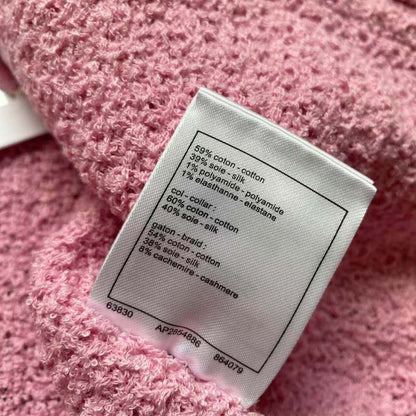 59% coton - cotton
39% soie - silk
1% polyamide - polyamide
1% elasthanne - elastane
col - collar :
60% coton - cotton
40% soie - silk
galon - braid :
54% coton - cotton
38% soie - silk
8% cachemire - cashmere
63830 AP2854886 864079